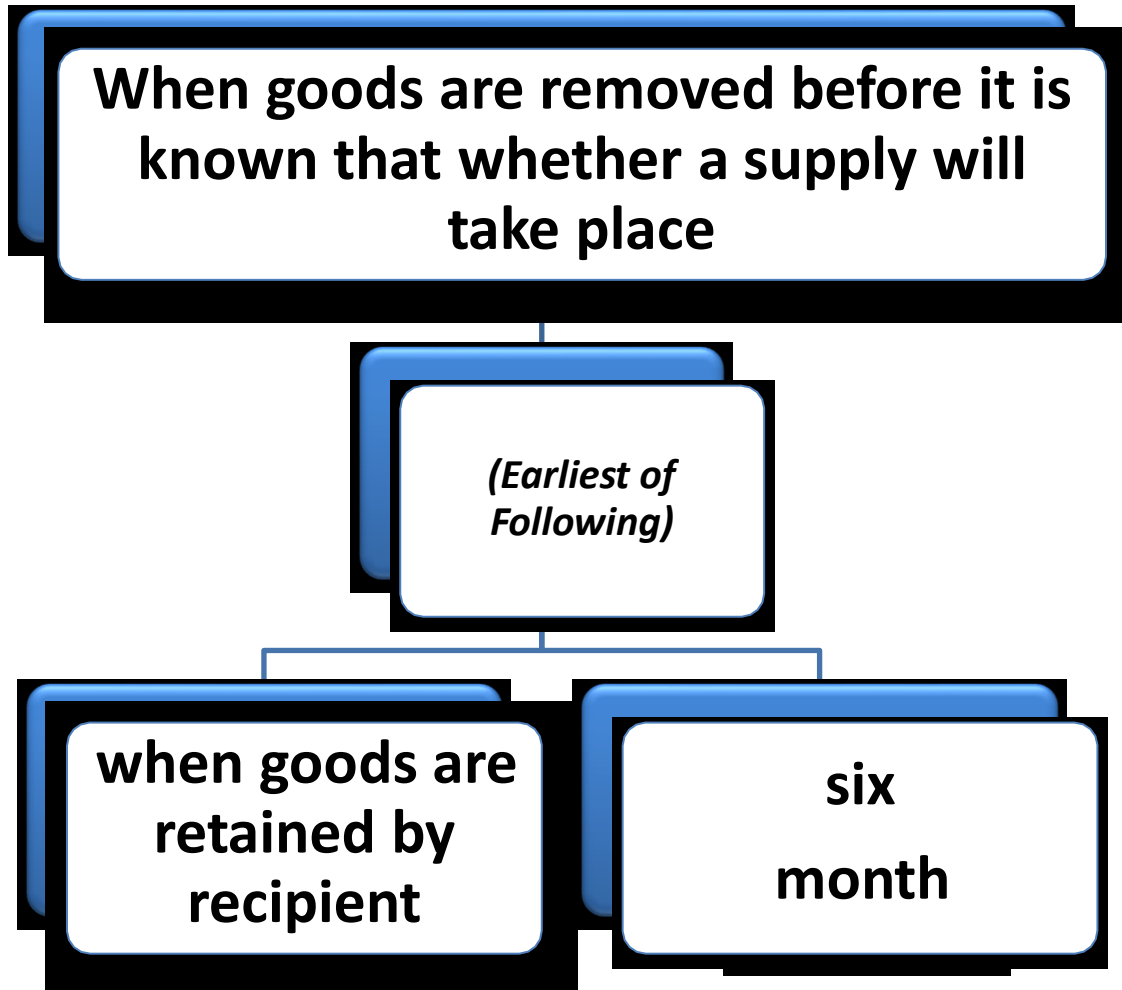 When goods are removed before it is
known that whether a supply will
take place
(Earliest of
Following)
when goods are
retained by
recipient
six
month